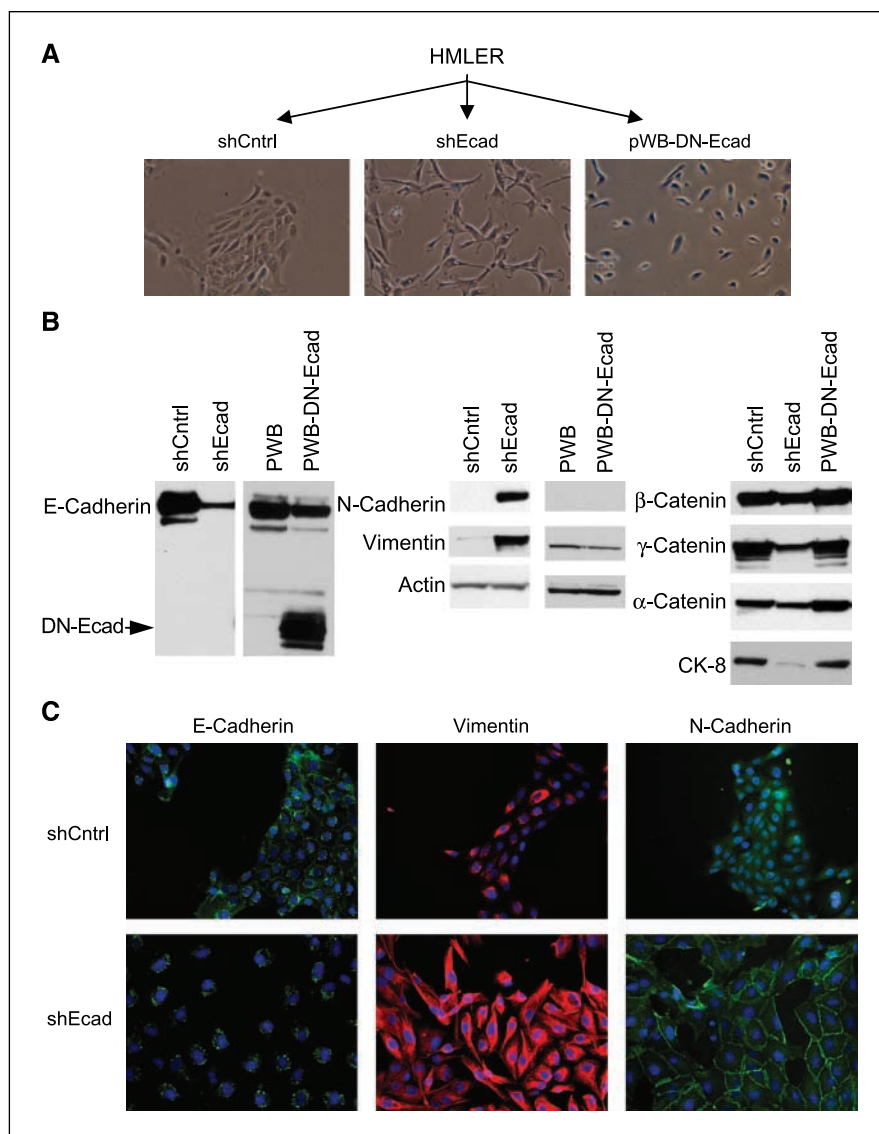 A
HMLER
shCntrl shEcad pWB-DN-Ecad
B
shCntrl
shEcad
PWB
PWB-DN-Ecad
E-Cadherin
DN-Ecad
shCntrl
shEcad
PWB
PWB-DN-Ecad
N-Cadherin
Vimentin
Actin
shCntrl
shEcad
PWB-DN-Ecad
β-Catenin
γ-Catenin
α-Catenin
CK-8
C
E-Cadherin Vimentin N-Cadherin
shCntrl
shEcad